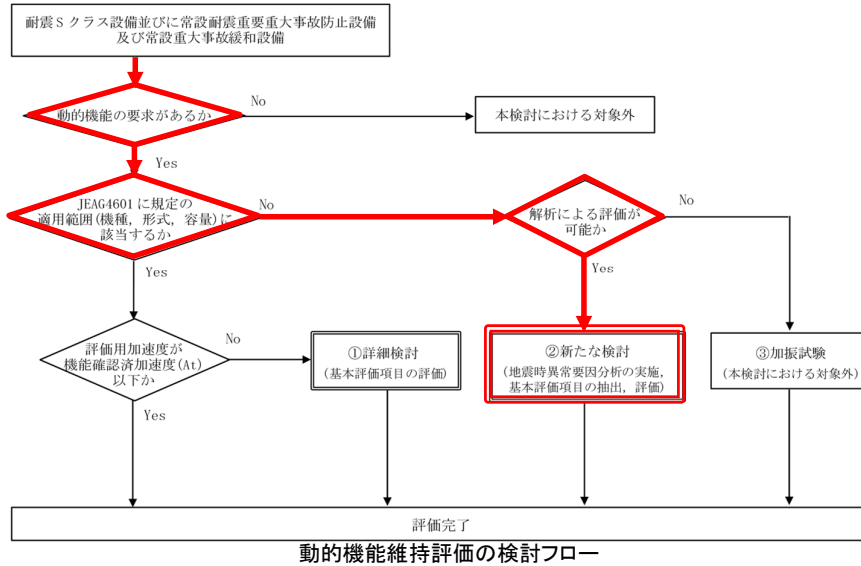 耐震Sクラス設備並びに常設耐震重要重大事故防止設備
及び常設重大事故緩和設備
動的機能の要求があるか
No
本検討における対象外
Yes
JEAG4601に規定の
適用範囲(機種, 形式, 容量)に
該当するか
No
解析による評価が
可能か
No
Yes
Yes
評価用加速度が
機能確認済加速度(At)
以下か
No
①詳細検討
(基本評価項目の評価)
②新たな検討
(地震時異常要因分析の実施,
基本評価項目の抽出, 評価)
③加振試験
(本検討における対象外)
Yes
評価完了
動的機能維持評価の検討フロー